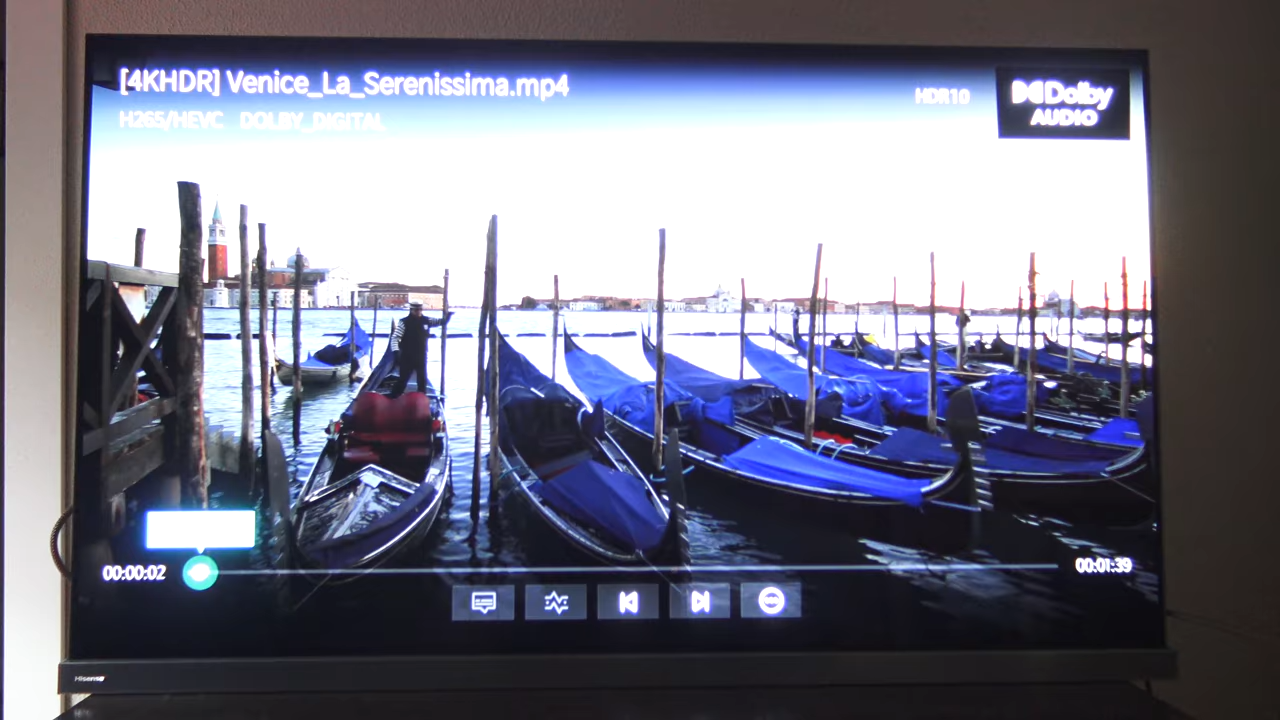 [4KHDR] Venice_La_Serenissima.mp4
H265/HEVC DOLBY_DIGITAL
HDR10
Dolby
AUDIO
00:00:02
00:01:39
Hisense